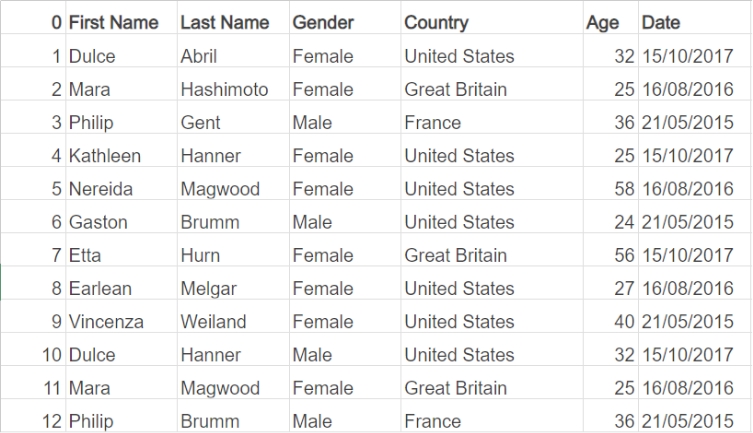 0 First Name Last Name Gender Country Age Date
1 Dulce Abril Female United States 32 15/10/2017
2 Mara Hashimoto Female Great Britain 25 16/08/2016
3 Philip Gent Male France 36 21/05/2015
4 Kathleen Hanner Female United States 25 15/10/2017
5 Nereida Magwood Female United States 58 16/08/2016
6 Gaston Brumm Male United States 24 21/05/2015
7 Etta Hurn Female Great Britain 56 15/10/2017
8 Earlean Melgar Female United States 27 16/08/2016
9 Vincenza Weiland Female United States 40 21/05/2015
10 Dulce Hanner Male United States 32 15/10/2017
11 Mara Magwood Female Great Britain 25 16/08/2016
12 Philip Brumm Male France 36 21/05/2015